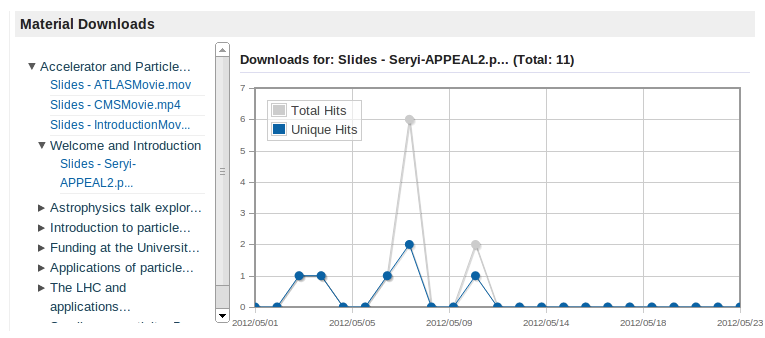 Material Downloads
Accelerator and Particle...
Slides - ATLASMovie.mov
Slides - CMSMovie.mp4
Slides - IntroductionMov...
Welcome and Introduction
Slides - Seryi-
APPEAL2.p...
Astrophysics talk explor...
Introduction to particle...
Funding at the Universit...
Applications of particle...
The LHC and
applications...
Downloads for: Slides - Seryi-APPEAL2.p... (Total: 11)
7
6
5
4
3
2
1
0
Total Hits
Unique Hits
2012/05/01 2012/05/05 2012/05/09 2012/05/14 2012/05/18 2012/05/23